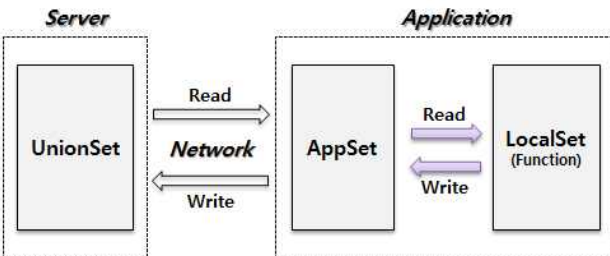 Server
Application
UnionSet
Read
Network
Write
AppSet
Read
Write
LocalSet
(Function)